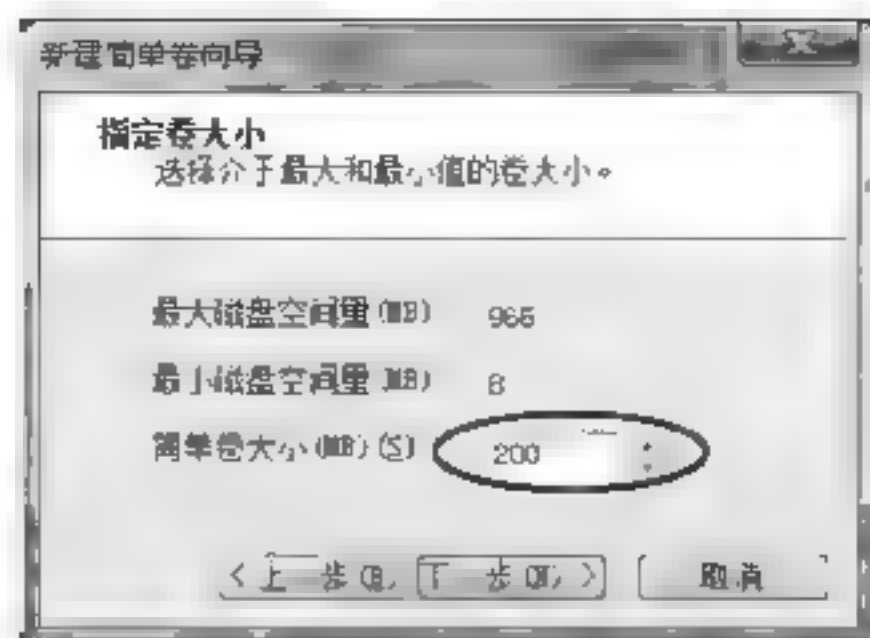 新建简单卷向导
指定卷大小
选择介于最大和最小值的卷大小。
最大磁盘空间量(MB) 965
最小磁盘空间量(MB) 8
简单卷大小(MB)(S) 200
<上一步(B) 下一步(N)> 取消